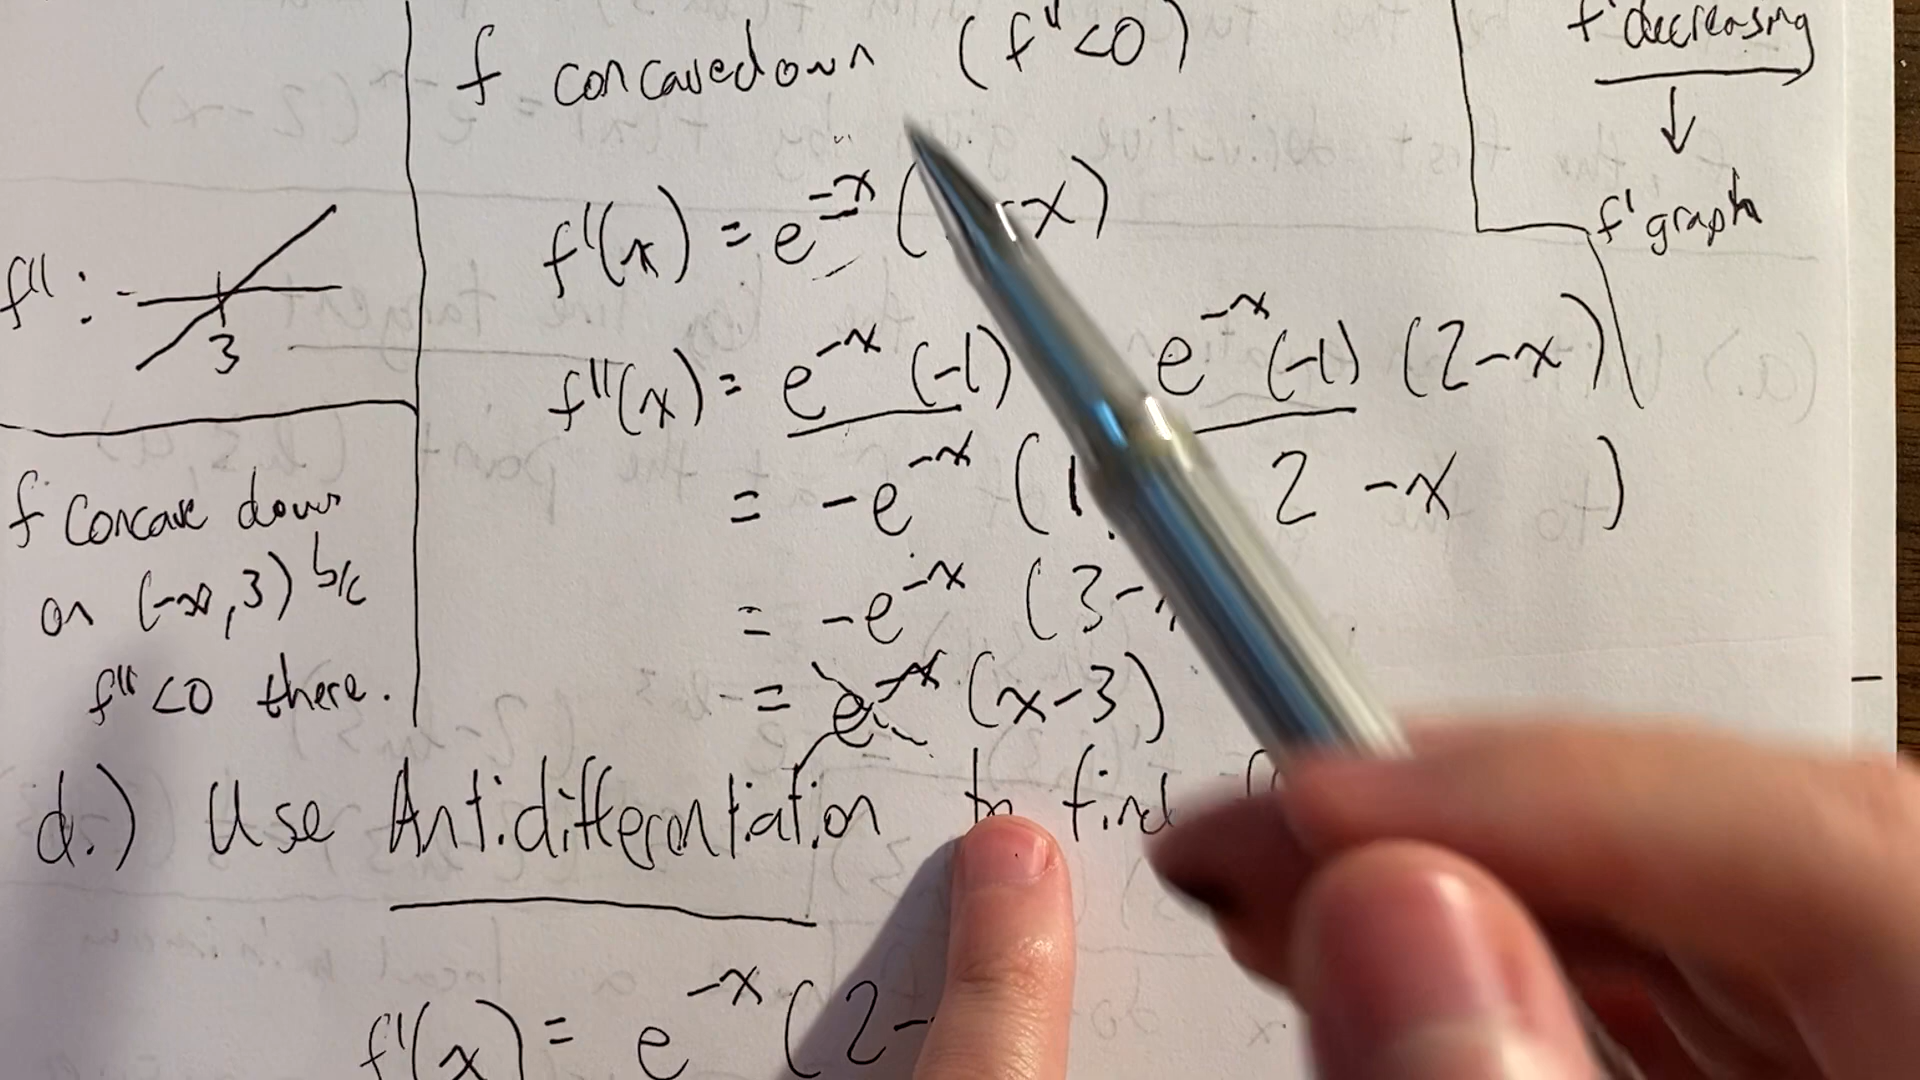 f concave down (f''<0)
f' decreasing
↓
f' graph
f'(x) = e^-x ( -x)
f'':
3
f''(x) = e^-x (-1) e^-x (-1) (2-x)
= -e^-x (1 2 -x )
= -e^-x (3-
= e^-x (x-3)
f concave down
on (-∞,3) b/c
f'' <0 there.
d.) Use Antidifferentiation to find
f'(x) = e^-x (2-